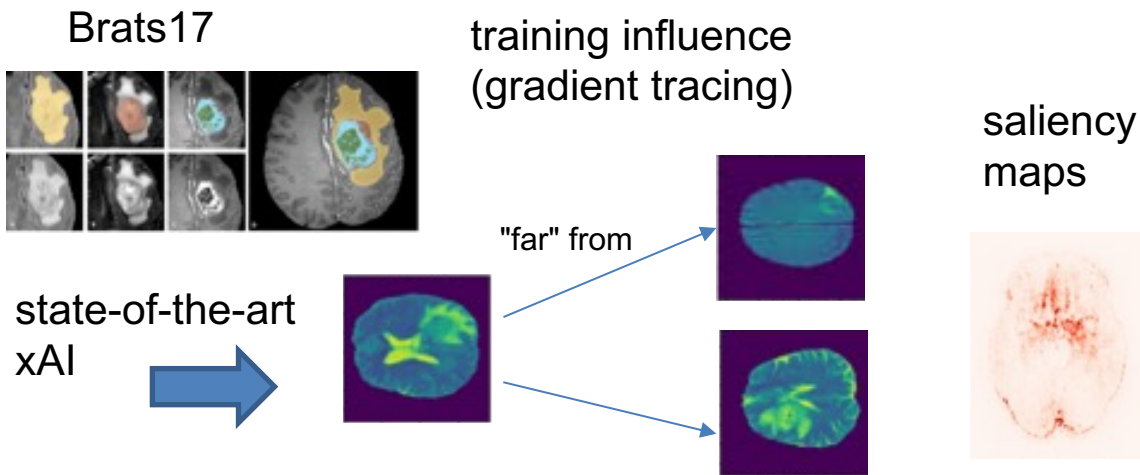 Brats17
training influence
(gradient tracing)
saliency
maps
"far" from
state-of-the-art
xAI